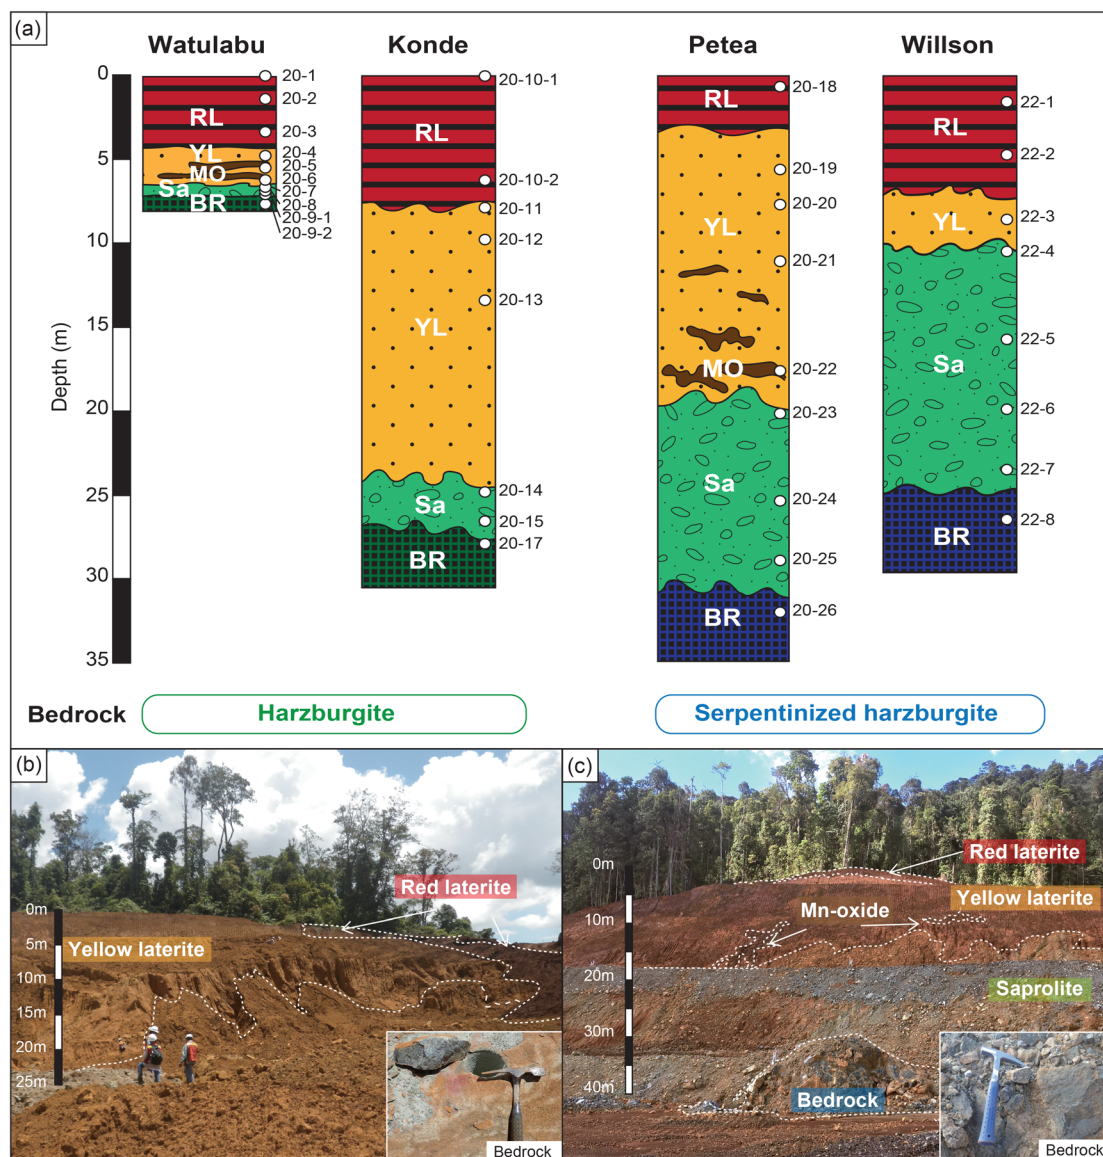 (a)
Watulabu
Konde
Petea
Willson
Depth (m)
0
5
10
15
20
25
30
35
RL
YL
MO
Sa
BR
20-1
20-2
20-3
20-4
20-5
20-6
20-7
20-8
20-9-1
20-9-2
RL
YL
Sa
BR
20-10-1
20-10-2
20-11
20-12
20-13
20-14
20-15
20-17
RL
YL
MO
Sa
BR
20-18
20-19
20-20
20-21
20-22
20-23
20-24
20-25
20-26
RL
YL
Sa
BR
22-1
22-2
22-3
22-4
22-5
22-6
22-7
22-8
Bedrock
Harzburgite
Serpentinized harzburgite
(b)
Red laterite
Yellow laterite
0m
5m
10m
15m
20m
25m
Bedrock
(c)
Red laterite
Yellow laterite
Mn-oxide
Saprolite
Bedrock
0m
10m
20m
30m
40m
Bedrock